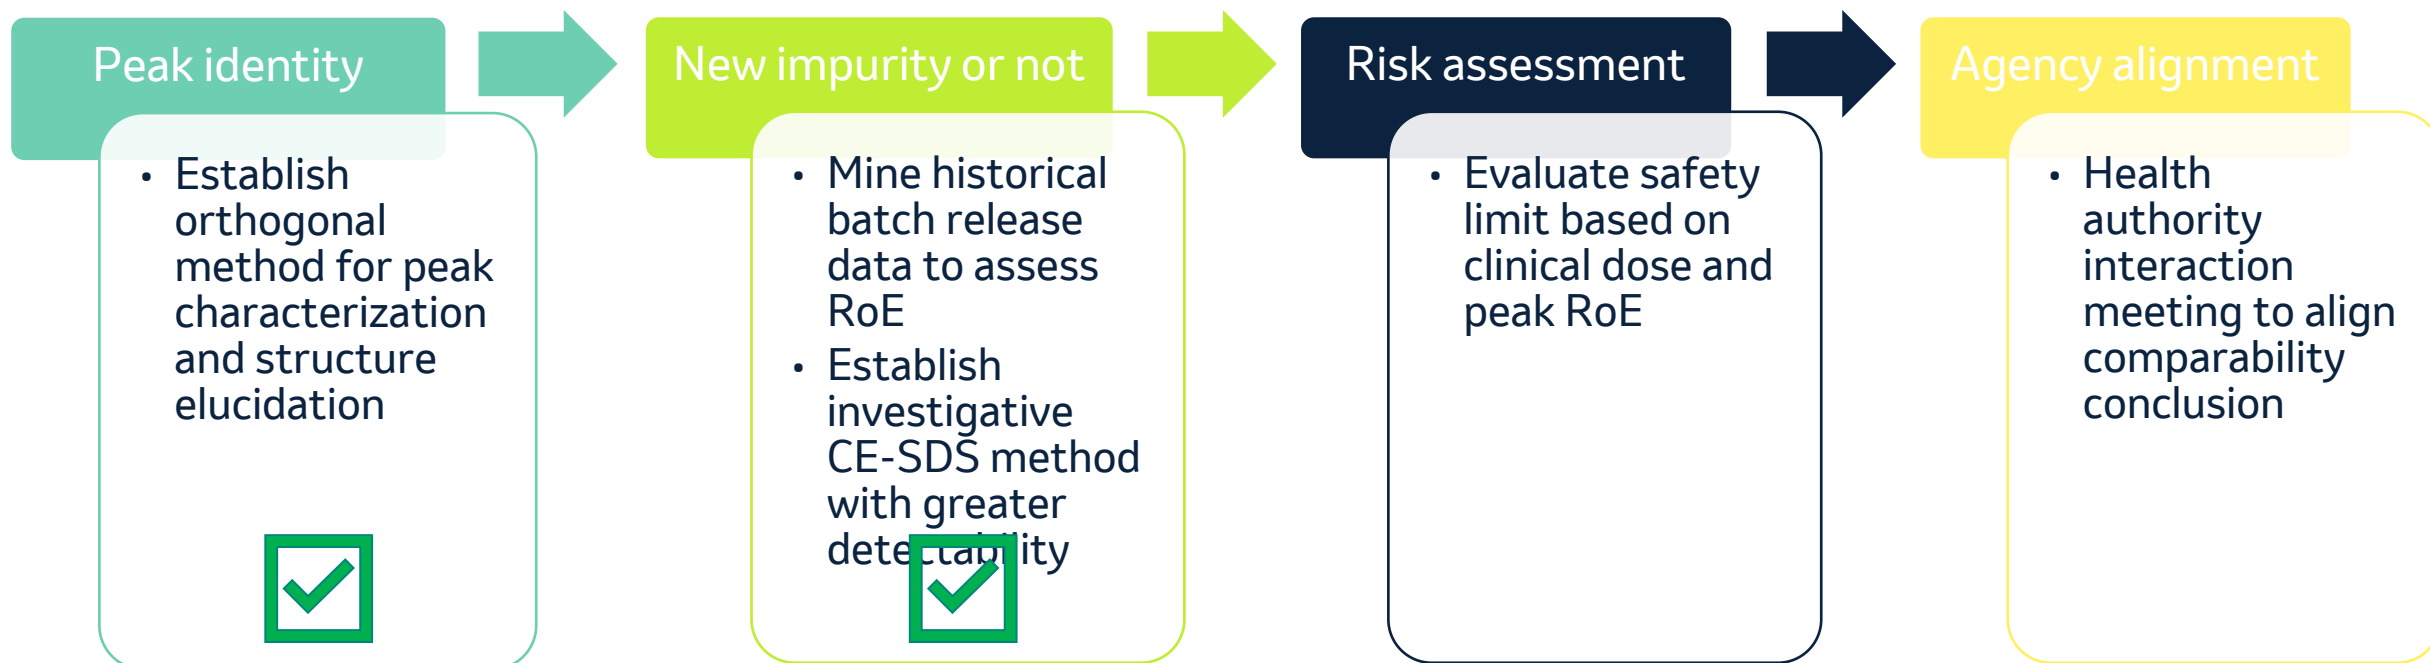 Peak identity
• Establish
orthogonal
method for peak
characterization
and structure
elucidation
New impurity or not
• Mine historical
batch release
data to assess
RoE
• Establish
investigative
CE-SDS method
with greater
detectability
Risk assessment
• Evaluate safety
limit based on
clinical dose and
peak RoE
Agency alignment
• Health
authority
interaction
meeting to align
comparability
conclusion